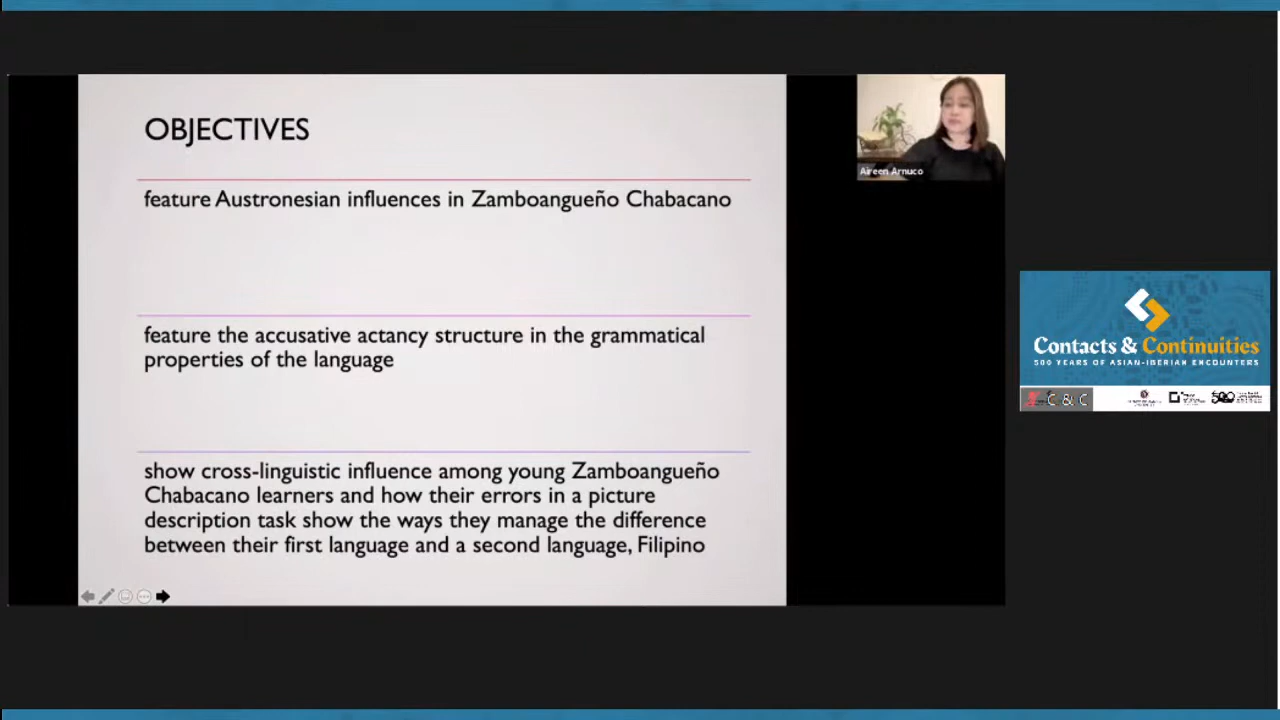 OBJECTIVES
feature Austronesian influences in Zamboangueño Chabacano
feature the accusative actancy structure in the grammatical
properties of the language
show cross-linguistic influence among young Zamboangueño
Chabacano learners and how their errors in a picture
description task show the ways they manage the difference
between their first language and a second language, Filipino
Aireen Arnuco
Contacts & Continuities
500 YEARS OF ASIAN-IBERIAN ENCOUNTERS
C & C